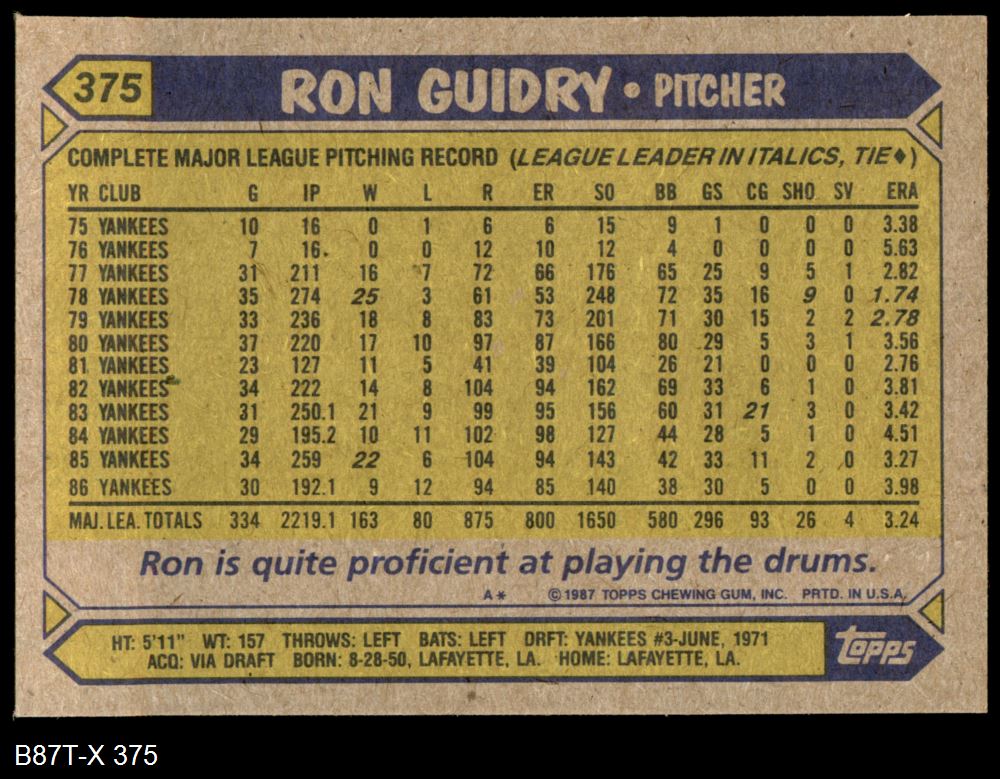 375 RON GUIDRY • PITCHER
COMPLETE MAJOR LEAGUE PITCHING RECORD (LEAGUE LEADER IN ITALICS, TIE♦)
YR CLUB G IP W L R ER SO BB GS CG SHO SV ERA
75 YANKEES 10 16 0 1 6 6 15 9 1 0 0 0 3.38
76 YANKEES 7 16 0 0 12 10 12 4 0 0 0 0 5.63
77 YANKEES 31 211 16 7 72 66 176 65 25 9 5 1 2.82
78 YANKEES 35 274 25 3 61 53 248 72 35 16 9 0 1.74
79 YANKEES 33 236 18 8 83 73 201 71 30 15 2 2 2.78
80 YANKEES 37 220 17 10 97 87 166 80 29 5 3 1 3.56
81 YANKEES 23 127 11 5 41 39 104 26 21 0 0 0 2.76
82 YANKEES 34 222 14 8 104 94 162 69 33 6 1 0 3.81
83 YANKEES 31 250.1 21 9 99 95 156 60 31 21 3 0 3.42
84 YANKEES 29 195.2 10 11 102 98 127 44 28 5 1 0 4.51
85 YANKEES 34 259 22 6 104 94 143 42 33 11 2 0 3.27
86 YANKEES 30 192.1 9 12 94 85 140 38 30 5 0 0 3.98
MAJ. LEA. TOTALS 334 2219.1 163 80 875 800 1650 580 296 93 26 4 3.24
Ron is quite proficient at playing the drums.
A* © 1987 TOPPS CHEWING GUM, INC. PRTD. IN U.S.A.
HT: 5'11" WT: 157 THROWS: LEFT BATS: LEFT DRFT: YANKEES #3-JUNE, 1971
ACQ: VIA DRAFT BORN: 8-28-50, LAFAYETTE, LA. HOME: LAFAYETTE, LA.
Topps
B87T-X 375